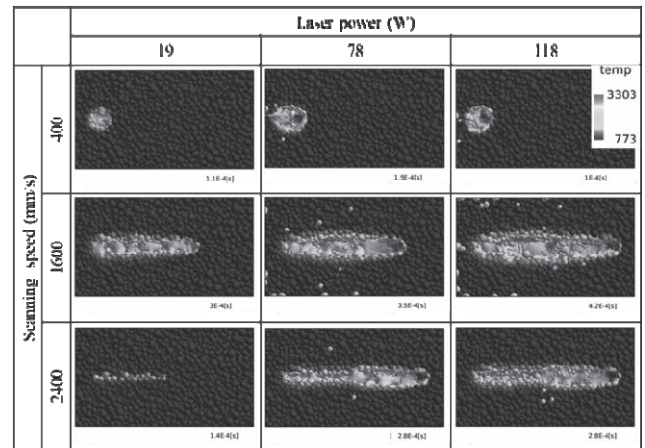 Laser power (W)
19 78 118
Scanning speed (mm/s)
400
temp
3303
773
1.1E-4[s] 1.5E-4[s] 1E-4[s]
1600
3E-4[s] 3.5E-4[s] 4.2E-4[s]
2400
1.4E-4[s] 2.8E-4[s] 2.8E-4[s]